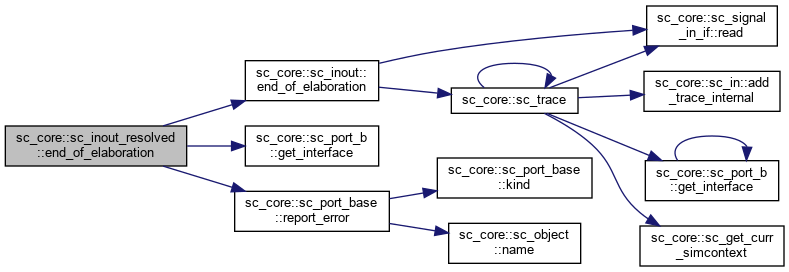 sc_core::sc_inout_resolved
::end_of_elaboration
sc_core::sc_inout::
end_of_elaboration
sc_core::sc_port_b
::get_interface
sc_core::sc_port_base
::report_error
sc_core::sc_trace
sc_core::sc_port_base
::kind
sc_core::sc_object
::name
sc_core::sc_signal
_in_if::read
sc_core::sc_in::add
_trace_internal
sc_core::sc_port_b
::get_interface
sc_core::sc_get_curr
_simcontext